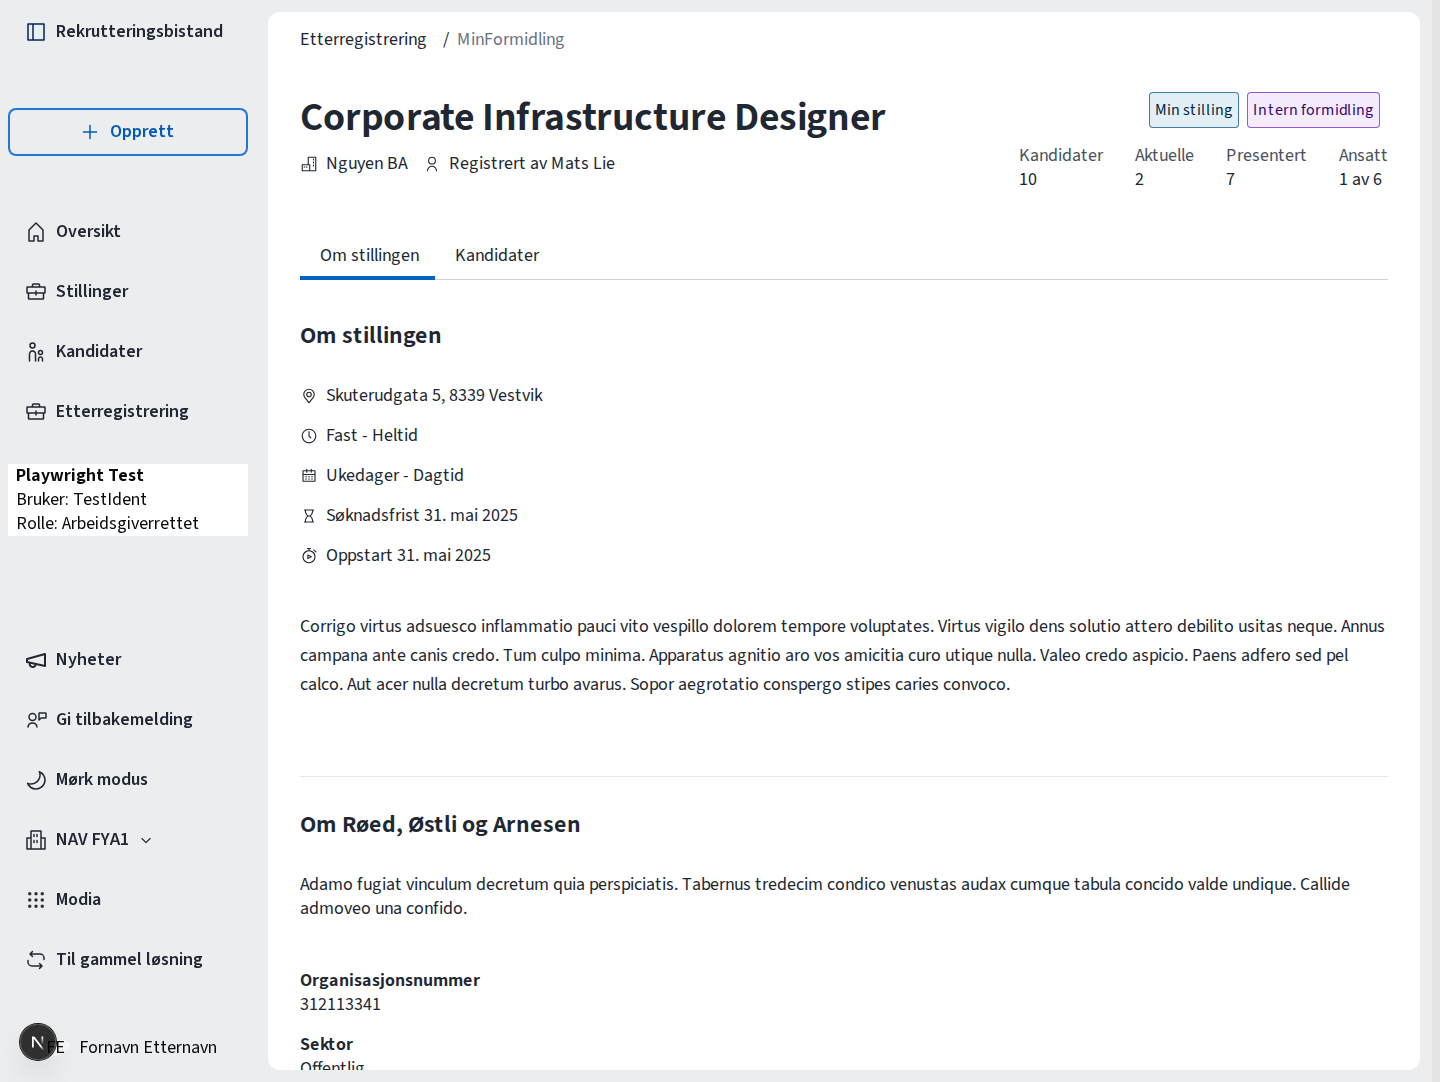 Rekrutteringsbistand
Opprett
Oversikt
Stillinger
Kandidater
Etterregistrering
Playwright Test
Bruker: TestIdent
Rolle: Arbeidsgiverrettet
Nyheter
Gi tilbakemelding
Mørk modus
NAV FYA1
Modia
Til gammel løsning
N
FE Fornavn Etternavn
Etterregistrering / MinFormidling
Corporate Infrastructure Designer
Nguyen BA Registrert av Mats Lie
Min stilling Intern formidling
Kandidater Aktuelle Presentert Ansatt
10 2 7 1 av 6
Om stillingen Kandidater
Om stillingen
Skuterudgata 5, 8339 Vestvik
Fast - Heltid
Ukedager - Dagtid
Søknadsfrist 31. mai 2025
Oppstart 31. mai 2025
Corrigo virtus adsuesco inflammatio pauci vito vespillo dolorem tempore voluptates. Virtus vigilo dens solutio attero debilito usitas neque. Annus
campana ante canis credo. Tum culpo minima. Apparatus agnitio aro vos amicitia curo utique nulla. Valeo credo aspicio. Paens adfero sed pel
calco. Aut acer nulla decretum turbo avarus. Sopor aegrotatio conspergo stipes caries convoco.
Om Røed, Østli og Arnesen
Adamo fugiat vinculum decretum quia perspiciatis. Tabernus tredecim condico venustas audax cumque tabula concido valde undique. Callide
admoveo una confido.
Organisasjonsnummer
312113341
Sektor
Offentlig